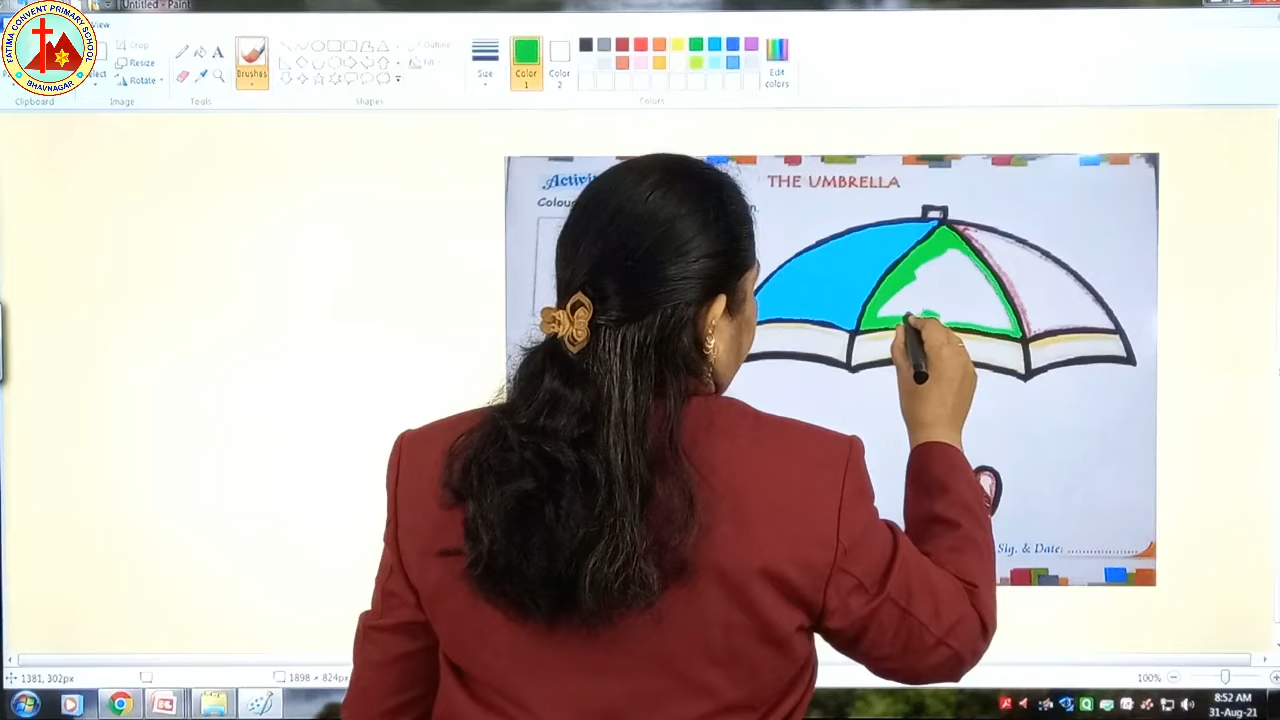 Untitled - Paint
FATIMA CONVENT PRIMARY SCHOOL
BHAVNAGAR
View
Crop
Resize
Rotate
Brushes
Size
Color 1
Color 2
Edit colors
Outline
Fill
Clipboard
Image
Tools
Shapes
Colors
THE UMBRELLA
Sig. & Date: ....................
1381, 302px
1898 × 824px
100%
8:52 AM
31-Aug-21